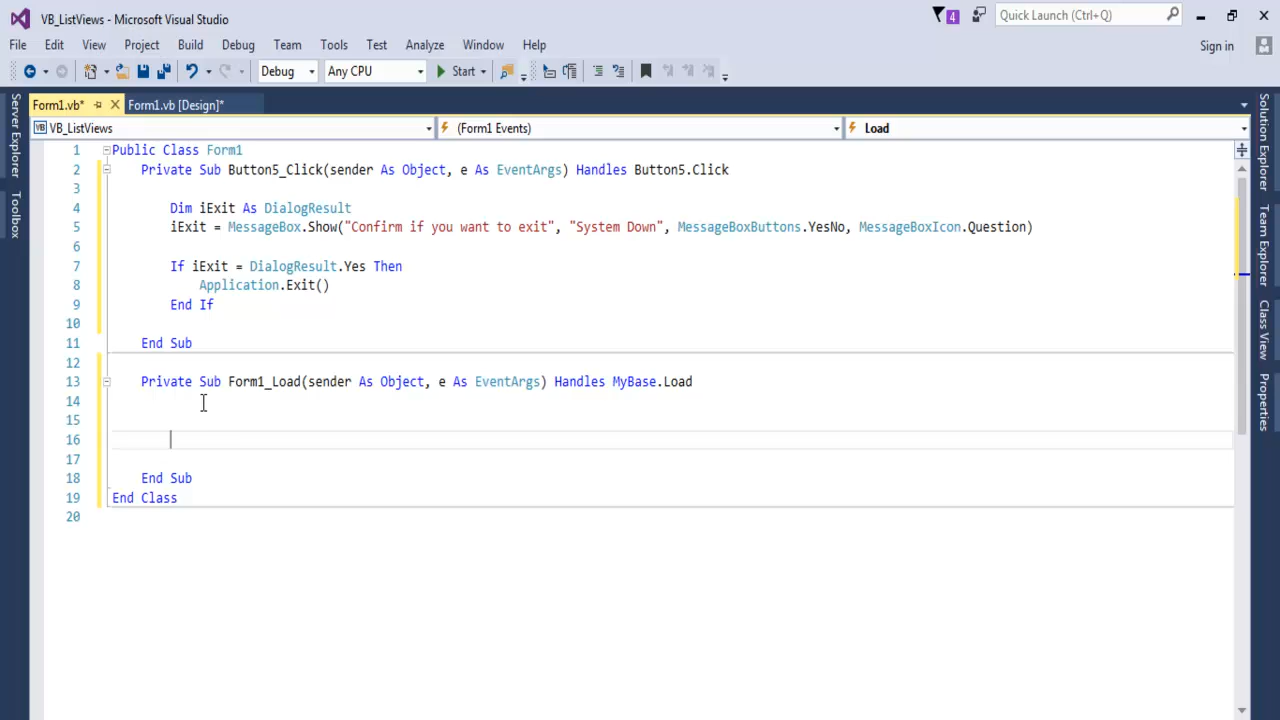 VB_ListViews - Microsoft Visual Studio
4
Quick Launch (Ctrl+Q)
File Edit View Project Build Debug Team Tools Test Analyze Window Help
Sign in
Debug
Any CPU
Start
Form1.vb*
Form1.vb [Design]*
VB VB_ListViews
(Form1 Events)
Load
1 Public Class Form1
2 Private Sub Button5_Click(sender As Object, e As EventArgs) Handles Button5.Click
3
4 Dim iExit As DialogResult
5 iExit = MessageBox.Show("Confirm if you want to exit", "System Down", MessageBoxButtons.YesNo, MessageBoxIcon.Question)
6
7 If iExit = DialogResult.Yes Then
8 Application.Exit()
9 End If
10
11 End Sub
12
13 Private Sub Form1_Load(sender As Object, e As EventArgs) Handles MyBase.Load
14
15
16
17
18 End Sub
19 End Class
20
Server Explorer
Toolbox
Solution Explorer
Team Explorer
Class View
Properties